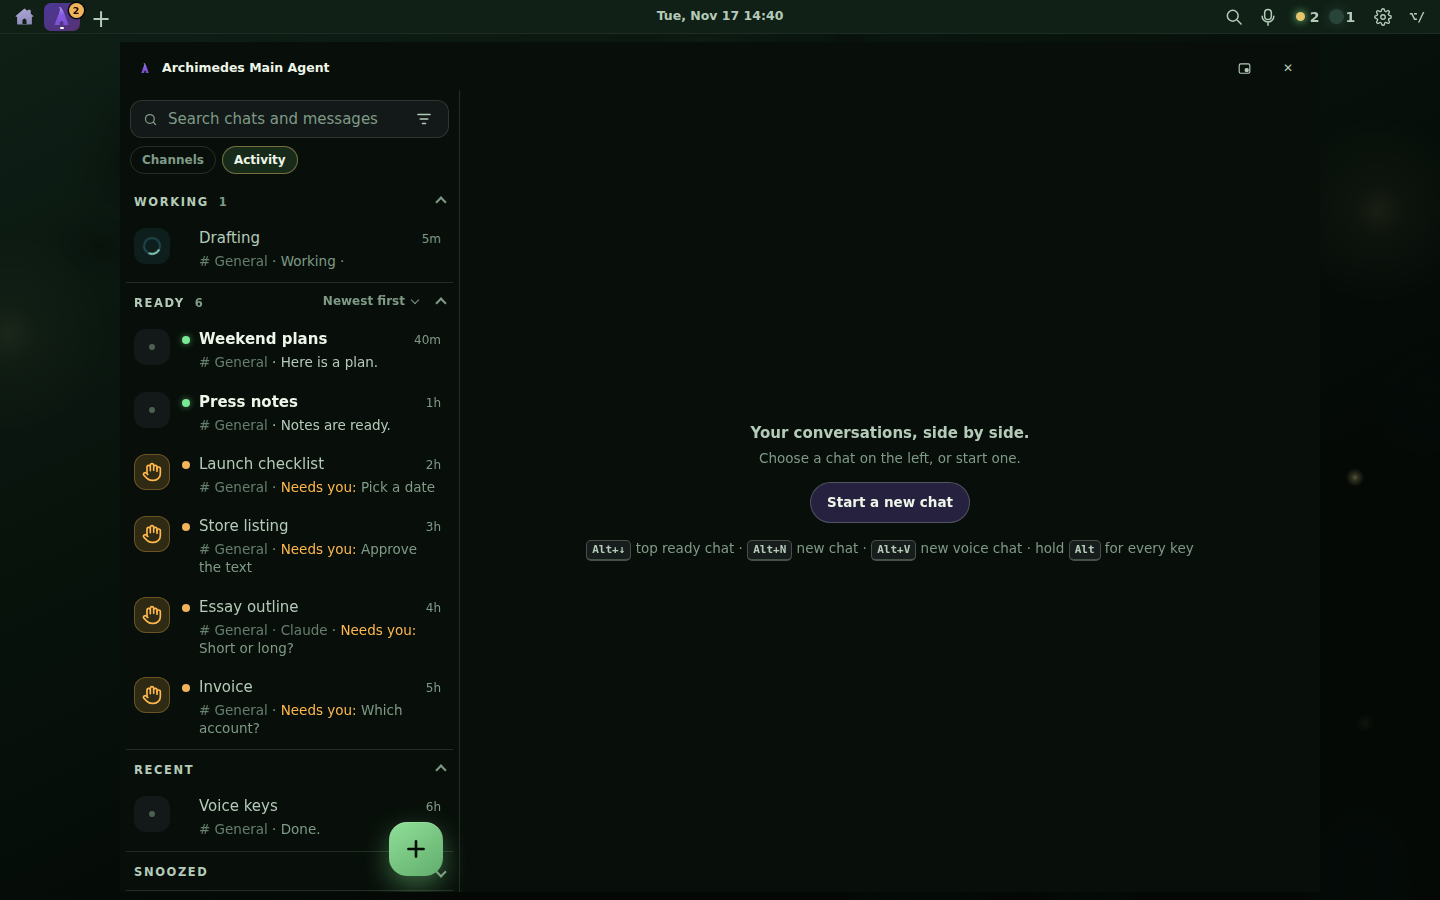 2
Tue, Nov 17 14:40
2 1
⌥/
Archimedes Main Agent
Search chats and messages
Channels Activity
WORKING 1
Drafting 5m
# General · Working ·
READY 6 Newest first
Weekend plans 40m
# General · Here is a plan.
Press notes 1h
# General · Notes are ready.
Launch checklist 2h
# General · Needs you: Pick a date
Store listing 3h
# General · Needs you: Approve
the text
Essay outline 4h
# General · Claude · Needs you:
Short or long?
Invoice 5h
# General · Needs you: Which
account?
RECENT
Voice keys 6h
# General · Done.
SNOOZED
Your conversations, side by side.
Choose a chat on the left, or start one.
Start a new chat
Alt+↓ top ready chat · Alt+N new chat · Alt+V new voice chat · hold Alt for every key